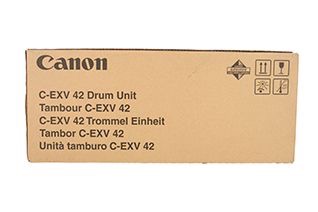 Canon
C-EXV 42 Drum Unit
Tambour C-EXV 42
C-EXV 42 Trommel Einheit
Tambor C-EXV 42
Unità tamburo C-EXV 42